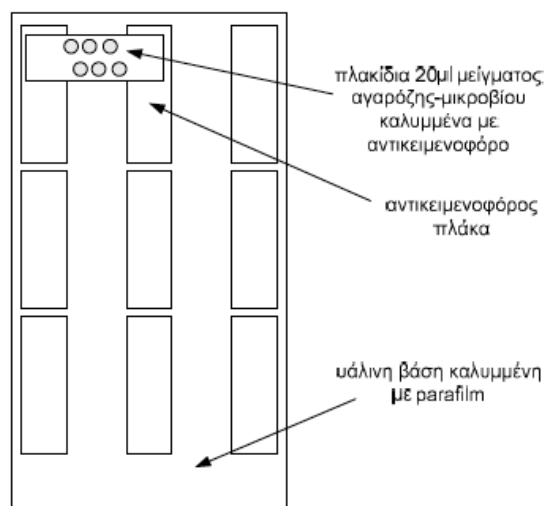 πλακίδια 20μl μείγματος
αγαρόζης-μικροβίου
καλυμμένα με
αντικειμενοφόρο
αντικειμενοφόρος
πλάκα
υάλινη βάση καλυμμένη
με parafilm